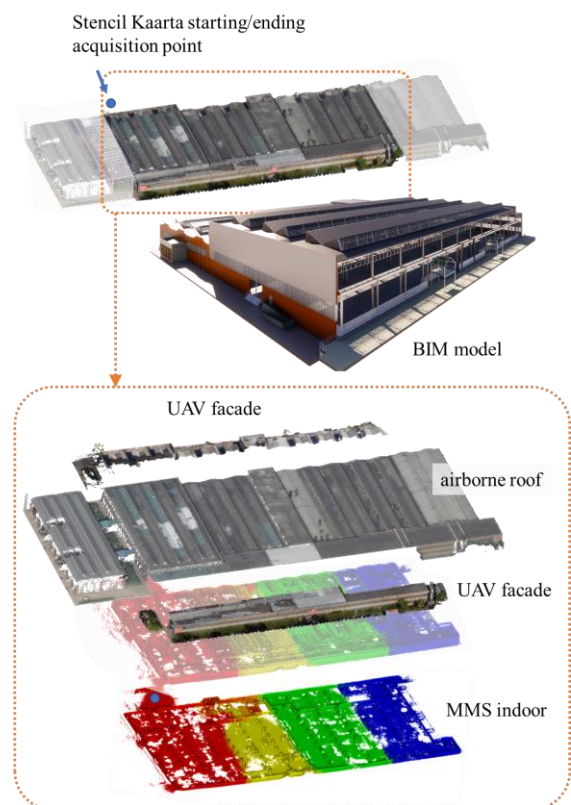 Stencil Kaarta starting/ending
acquisition point
BIM model
UAV facade
airborne roof
UAV facade
MMS indoor